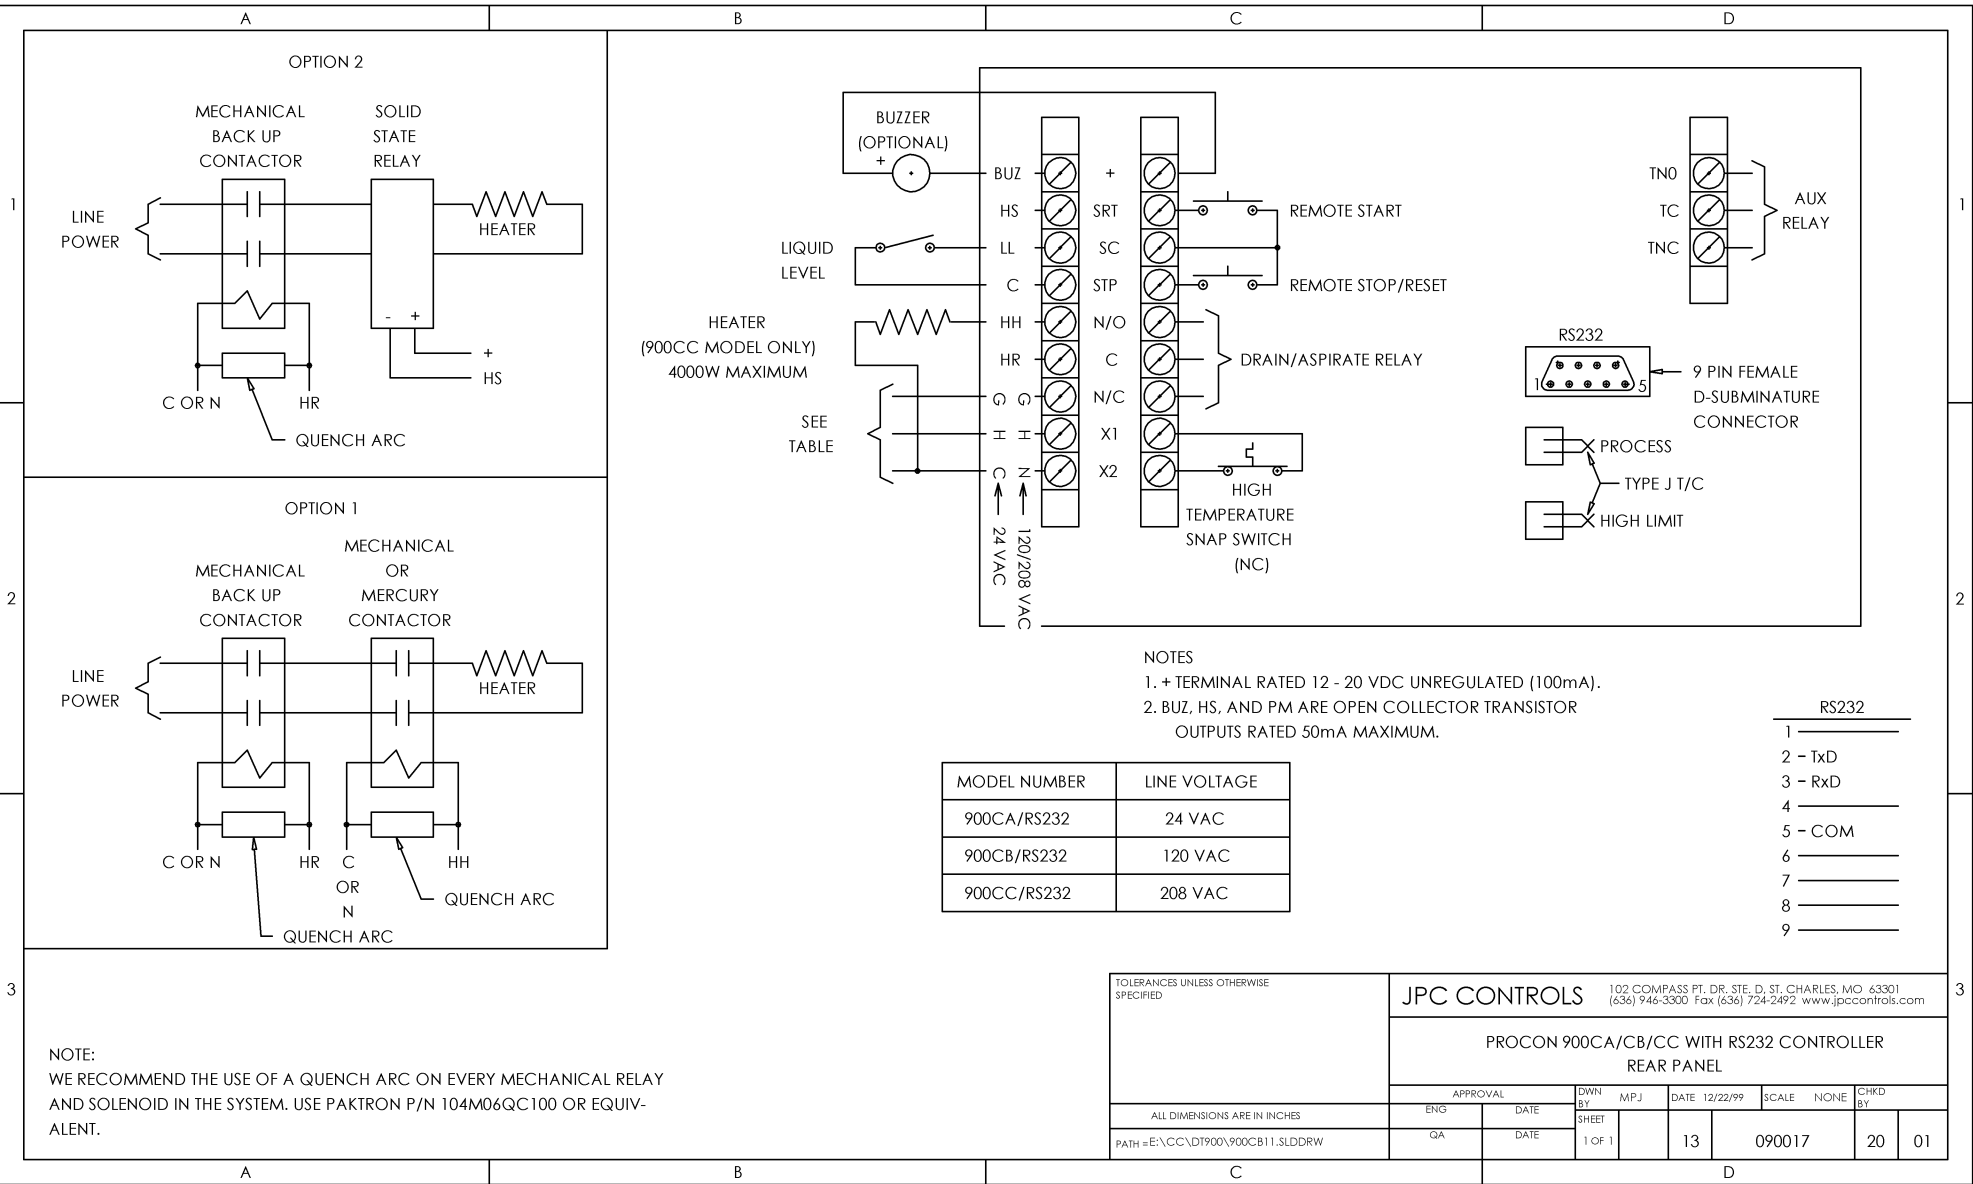 A B C D
OPTION 2
MECHANICAL
BACK UP
CONTACTOR
SOLID
STATE
RELAY
LINE
POWER
HEATER
- +
+
HS
C OR N
HR
QUENCH ARC
OPTION 1
MECHANICAL
BACK UP
CONTACTOR
MECHANICAL
OR
MERCURY
CONTACTOR
LINE
POWER
HEATER
C OR N
HR
C
OR
N
HH
QUENCH ARC
QUENCH ARC
1
2
3
BUZZER
(OPTIONAL)
+
LIQUID
LEVEL
HEATER
(900CC MODEL ONLY)
4000W MAXIMUM
SEE
TABLE
BUZ
HS
LL
C
HH
HR
G G
H H
C N
24 VAC
120/208 VAC
+
SRT
SC
STP
N/O
C
N/C
X1
X2
REMOTE START
REMOTE STOP/RESET
DRAIN/ASPIRATE RELAY
HIGH
TEMPERATURE
SNAP SWITCH
(NC)
TN0
TC
TNC
AUX
RELAY
RS232
1 5
9 PIN FEMALE
D-SUBMINATURE
CONNECTOR
PROCESS
TYPE J T/C
HIGH LIMIT
1
2
3
NOTES
1. + TERMINAL RATED 12 - 20 VDC UNREGULATED (100mA).
2. BUZ, HS, AND PM ARE OPEN COLLECTOR TRANSISTOR
OUTPUTS RATED 50mA MAXIMUM.
MODEL NUMBER LINE VOLTAGE
900CA/RS232 24 VAC
900CB/RS232 120 VAC
900CC/RS232 208 VAC
RS232
1
2 - TxD
3 - RxD
4
5 - COM
6
7
8
9
NOTE:
WE RECOMMEND THE USE OF A QUENCH ARC ON EVERY MECHANICAL RELAY
AND SOLENOID IN THE SYSTEM. USE PAKTRON P/N 104M06QC100 OR EQUIV-
ALENT.
TOLERANCES UNLESS OTHERWISE
SPECIFIED
ALL DIMENSIONS ARE IN INCHES
PATH = E:\CC\DT900\900CB11.SLDDRW
JPC CONTROLS
102 COMPASS PT. DR. STE. D, ST. CHARLES, MO 63301
(636) 946-3300 Fax (636) 724-2492 www.jpccontrols.com
PROCON 900CA/CB/CC WITH RS232 CONTROLLER
REAR PANEL
APPROVAL
ENG DATE
QA DATE
DWN
BY
MPJ
DATE 12/22/99
SCALE NONE
CHKD
BY
SHEET
1 OF 1
13
090017
20
01
A B C D